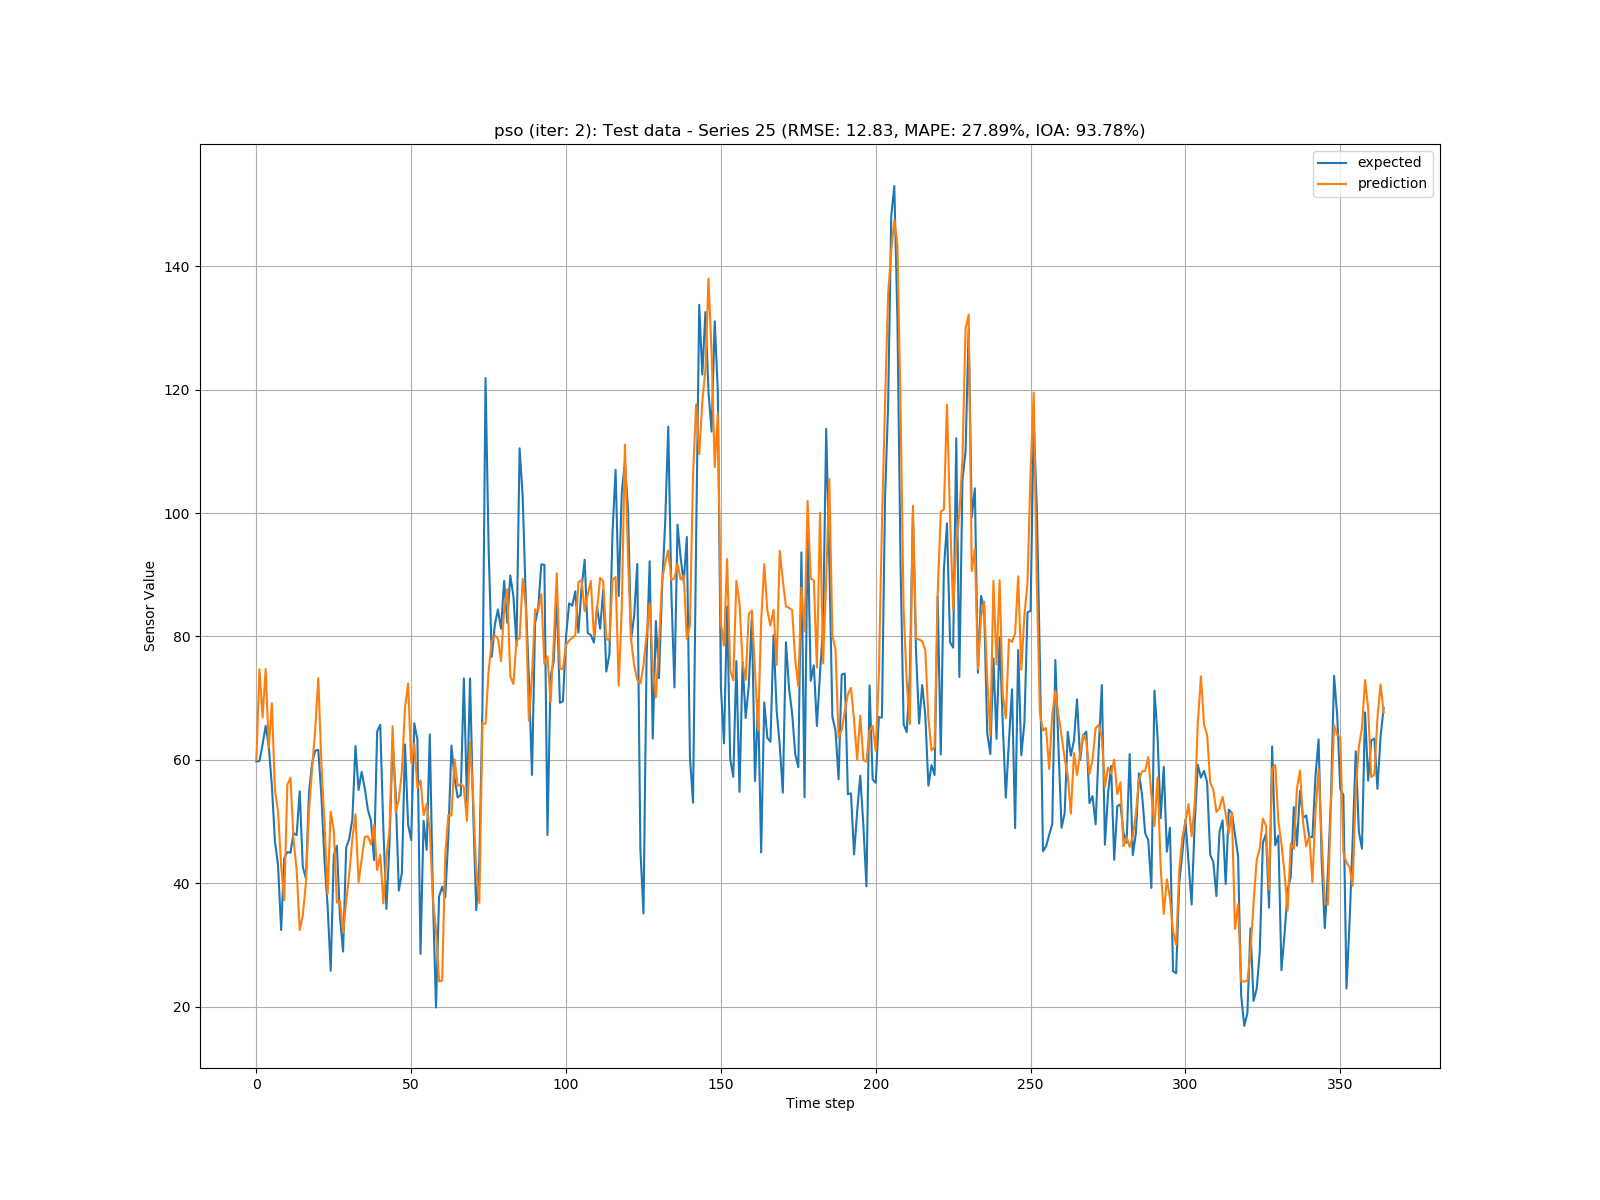 pso (iter: 2): Test data - Series 25 (RMSE: 12.83, MAPE: 27.89%, IOA: 93.78%)
expected
prediction
140
120
100
80
60
40
20
Sensor Value
0 50 100 150 200 250 300 350
Time step